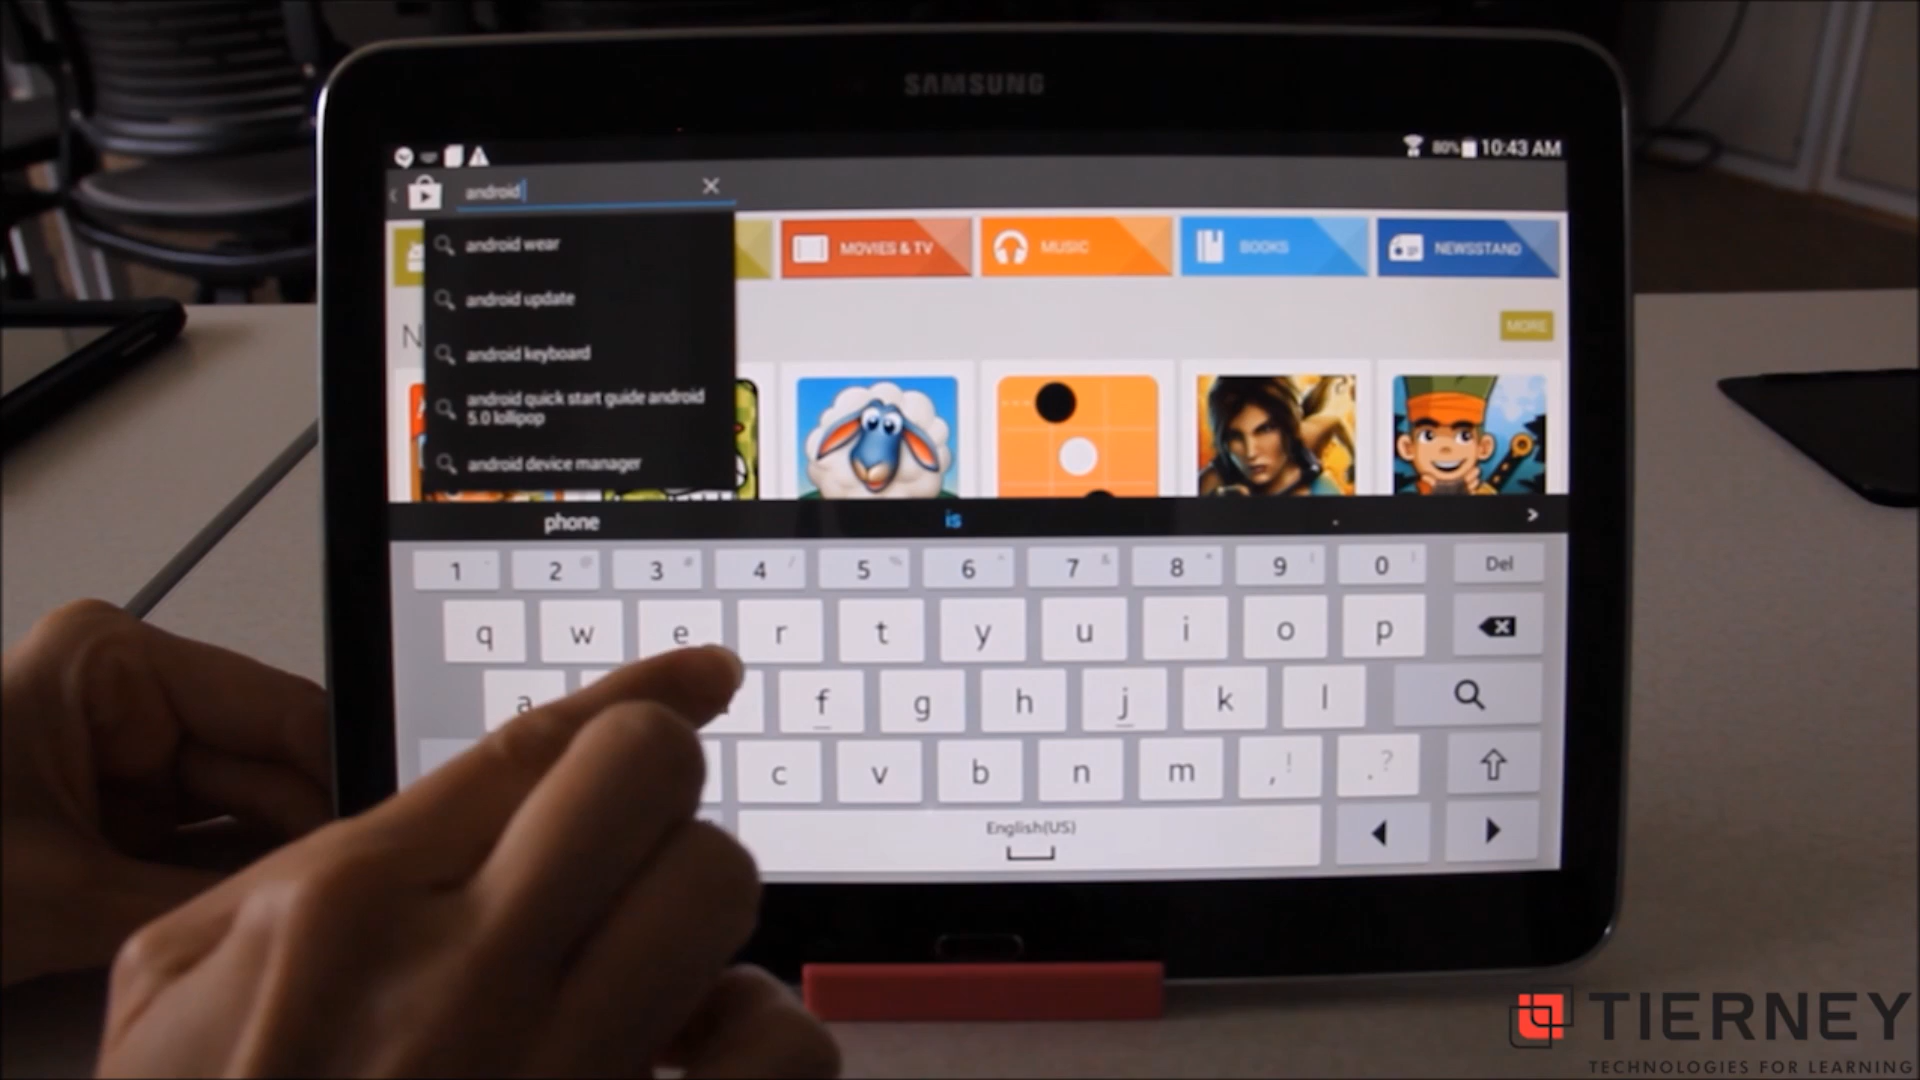 SAMSUNG
80% 10:43 AM
android
android wear
android update
android keyboard
android quick start guide android
5.0 lollipop
android device manager
MOVIES & TV
MUSIC
BOOKS
NEWSSTAND
N
MORE
phone is .
1 2 3 4 5 6 7 8 9 0 Del
q w e r t y u i o p
a f g h j k l
c v b n m , ! . ?
English(US)
TIERNEY
TECHNOLOGIES FOR LEARNING